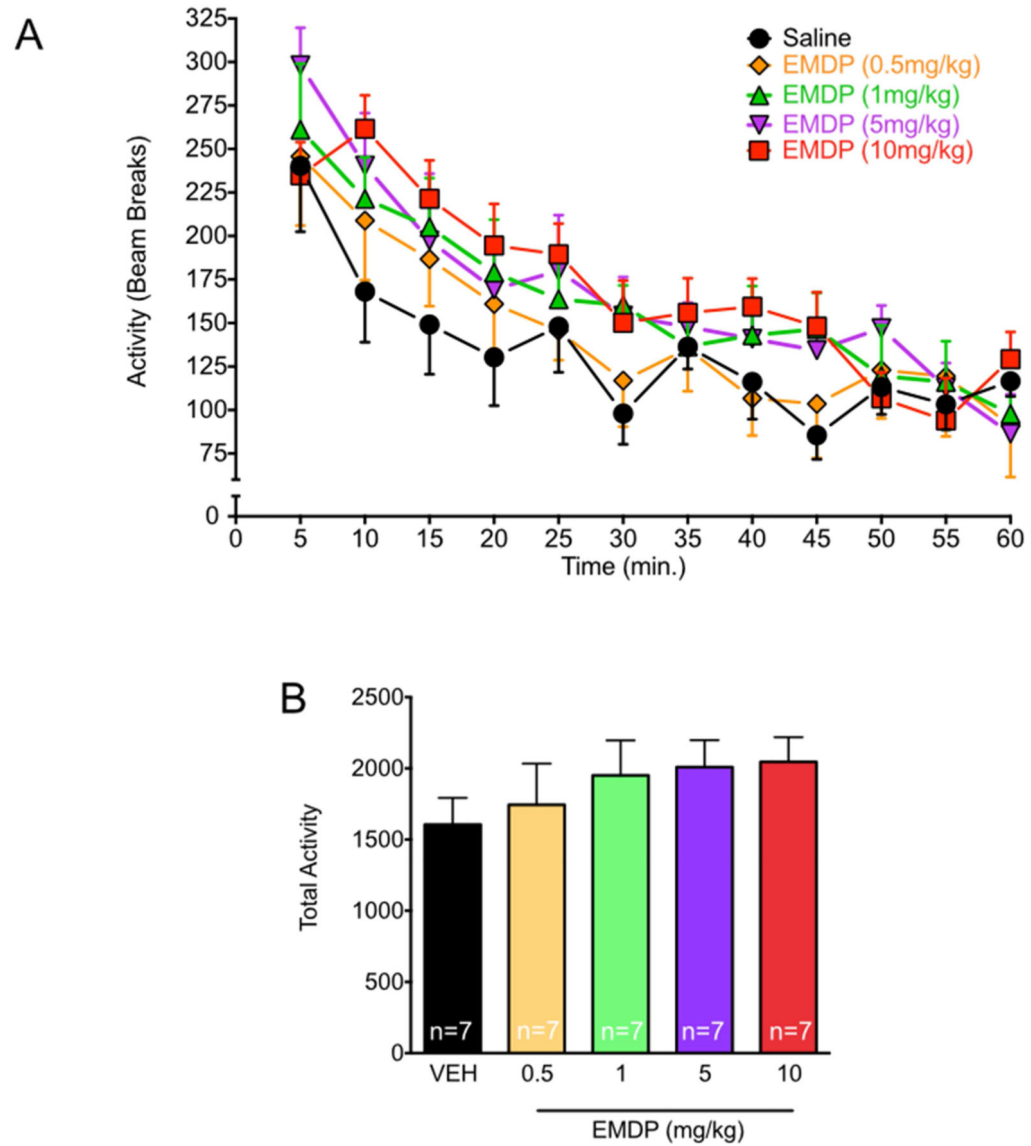 A
Activity (Beam Breaks)
325
300
275
250
225
200
175
150
125
100
75
0
Saline
EMDP (0.5mg/kg)
EMDP (1mg/kg)
EMDP (5mg/kg)
EMDP (10mg/kg)
0 5 10 15 20 25 30 35 40 45 50 55 60
Time (min.)
B
Total Activity
2500
2000
1500
1000
500
0
n=7 n=7 n=7 n=7 n=7
VEH 0.5 1 5 10
EMDP (mg/kg)